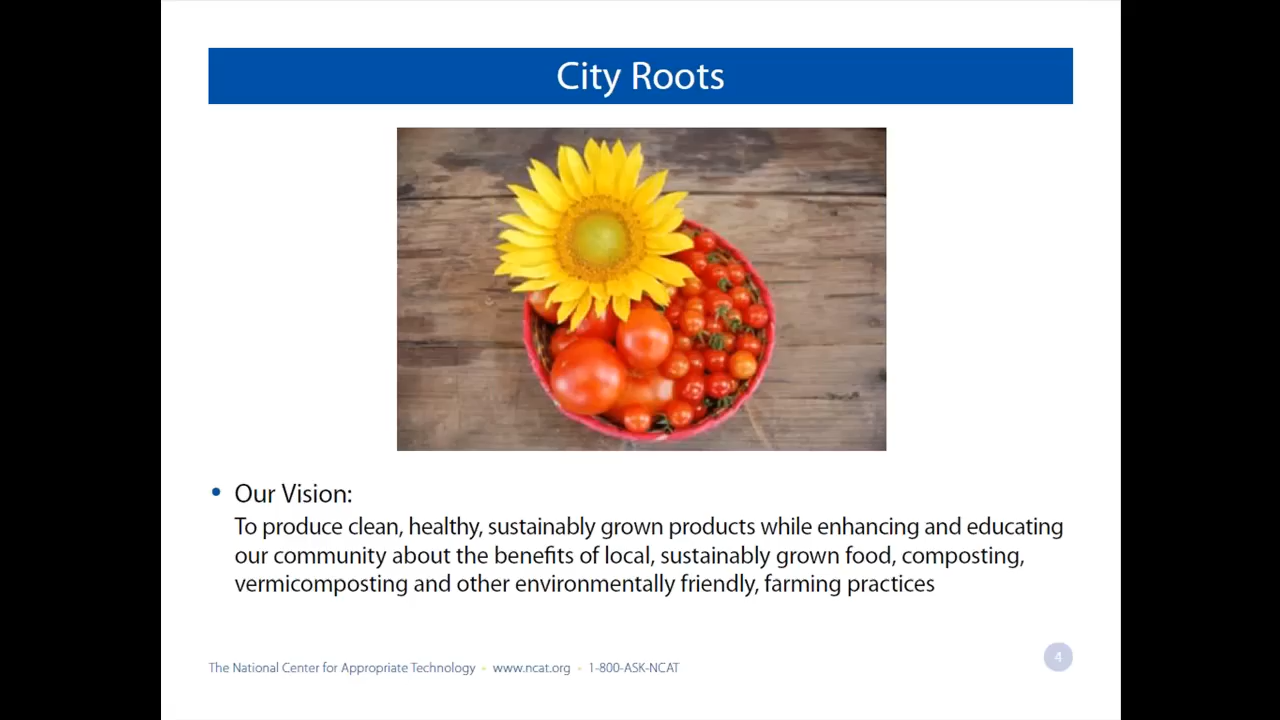 City Roots
• Our Vision:
To produce clean, healthy, sustainably grown products while enhancing and educating
our community about the benefits of local, sustainably grown food, composting,
vermicomposting and other environmentally friendly, farming practices
The National Center for Appropriate Technology • www.ncat.org • 1-800-ASK-NCAT
4